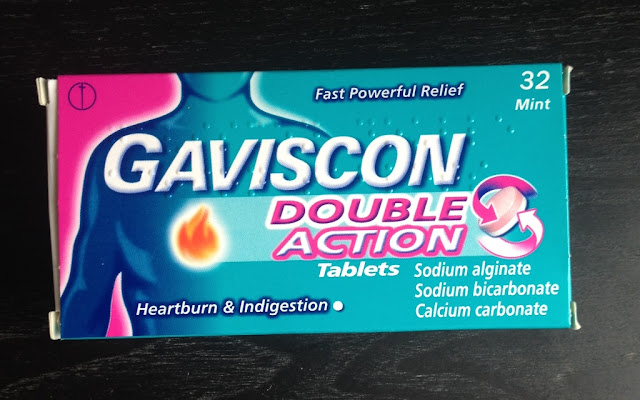 Fast Powerful Relief
32
Mint
GAVISCON
DOUBLE
ACTION
Tablets
Sodium alginate
Sodium bicarbonate
Calcium carbonate
Heartburn & Indigestion